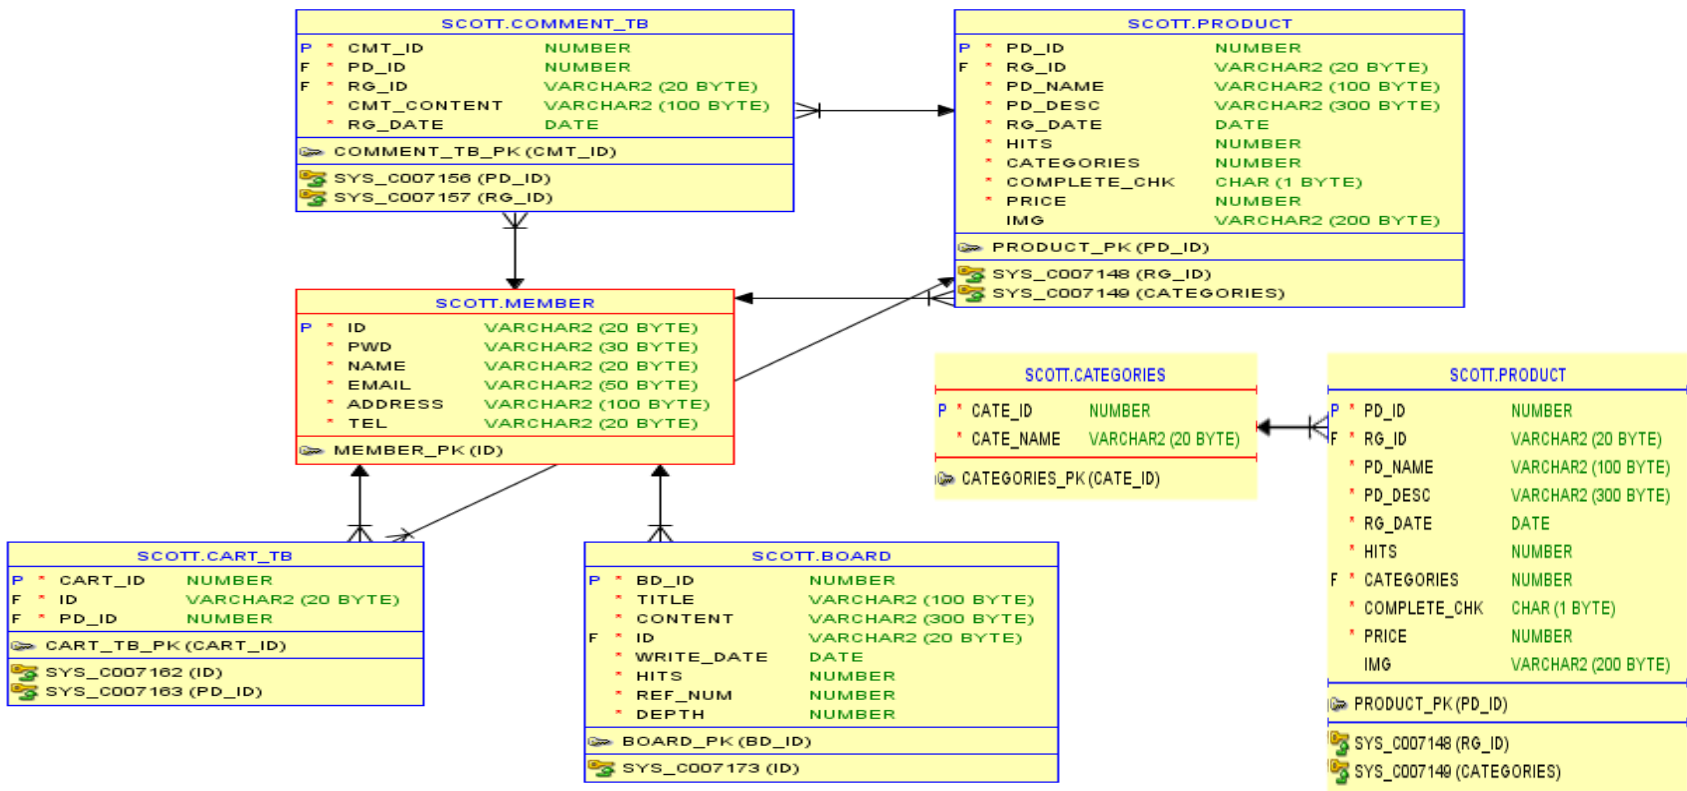 SCOTT.COMMENT_TB
P * CMT_ID NUMBER
F * PD_ID NUMBER
F * RG_ID VARCHAR2 (20 BYTE)
* CMT_CONTENT VARCHAR2 (100 BYTE)
* RG_DATE DATE
COMMENT_TB_PK (CMT_ID)
SYS_C007156 (PD_ID)
SYS_C007157 (RG_ID)
SCOTT.PRODUCT
P * PD_ID NUMBER
F * RG_ID VARCHAR2 (20 BYTE)
* PD_NAME VARCHAR2 (100 BYTE)
* PD_DESC VARCHAR2 (300 BYTE)
* RG_DATE DATE
* HITS NUMBER
* CATEGORIES NUMBER
* COMPLETE_CHK CHAR (1 BYTE)
* PRICE NUMBER
IMG VARCHAR2 (200 BYTE)
PRODUCT_PK (PD_ID)
SYS_C007148 (RG_ID)
SYS_C007149 (CATEGORIES)
SCOTT.MEMBER
P * ID VARCHAR2 (20 BYTE)
* PWD VARCHAR2 (30 BYTE)
* NAME VARCHAR2 (20 BYTE)
* EMAIL VARCHAR2 (50 BYTE)
* ADDRESS VARCHAR2 (100 BYTE)
* TEL VARCHAR2 (20 BYTE)
MEMBER_PK (ID)
SCOTT.CATEGORIES
P * CATE_ID NUMBER
* CATE_NAME VARCHAR2 (20 BYTE)
CATEGORIES_PK (CATE_ID)
SCOTT.PRODUCT
P * PD_ID NUMBER
F * RG_ID VARCHAR2 (20 BYTE)
* PD_NAME VARCHAR2 (100 BYTE)
* PD_DESC VARCHAR2 (300 BYTE)
* RG_DATE DATE
* HITS NUMBER
F * CATEGORIES NUMBER
* COMPLETE_CHK CHAR (1 BYTE)
* PRICE NUMBER
IMG VARCHAR2 (200 BYTE)
PRODUCT_PK (PD_ID)
SYS_C007148 (RG_ID)
SYS_C007149 (CATEGORIES)
SCOTT.CART_TB
P * CART_ID NUMBER
F * ID VARCHAR2 (20 BYTE)
F * PD_ID NUMBER
CART_TB_PK (CART_ID)
SYS_C007162 (ID)
SYS_C007163 (PD_ID)
SCOTT.BOARD
P * BD_ID NUMBER
* TITLE VARCHAR2 (100 BYTE)
* CONTENT VARCHAR2 (300 BYTE)
F * ID VARCHAR2 (20 BYTE)
* WRITE_DATE DATE
* HITS NUMBER
* REF_NUM NUMBER
* DEPTH NUMBER
BOARD_PK (BD_ID)
SYS_C007173 (ID)